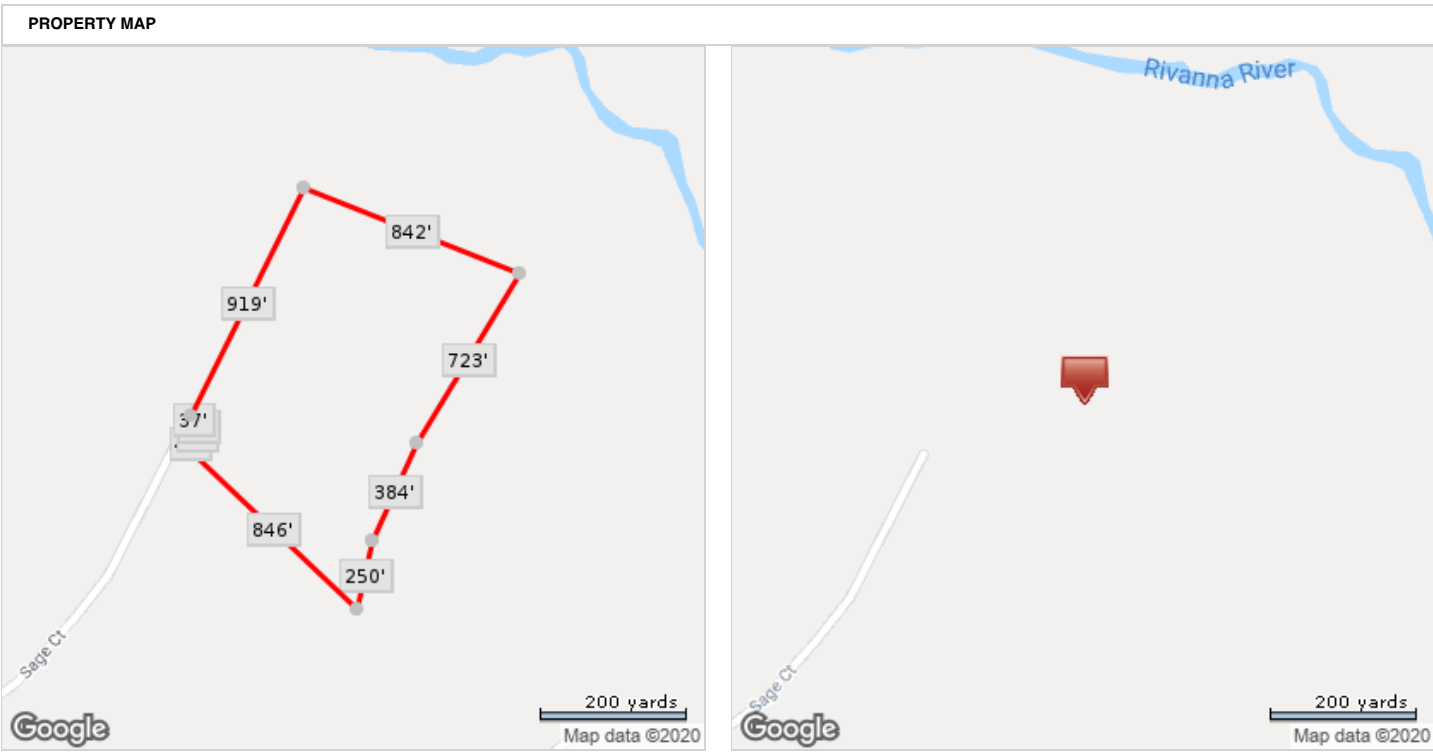 PROPERTY MAP
842'
919'
723'
37'
384'
846'
250'
Sage Ct
200 yards
Google
Map data ©2020
Rivanna River
Sage Ct
200 yards
Google
Map data ©2020